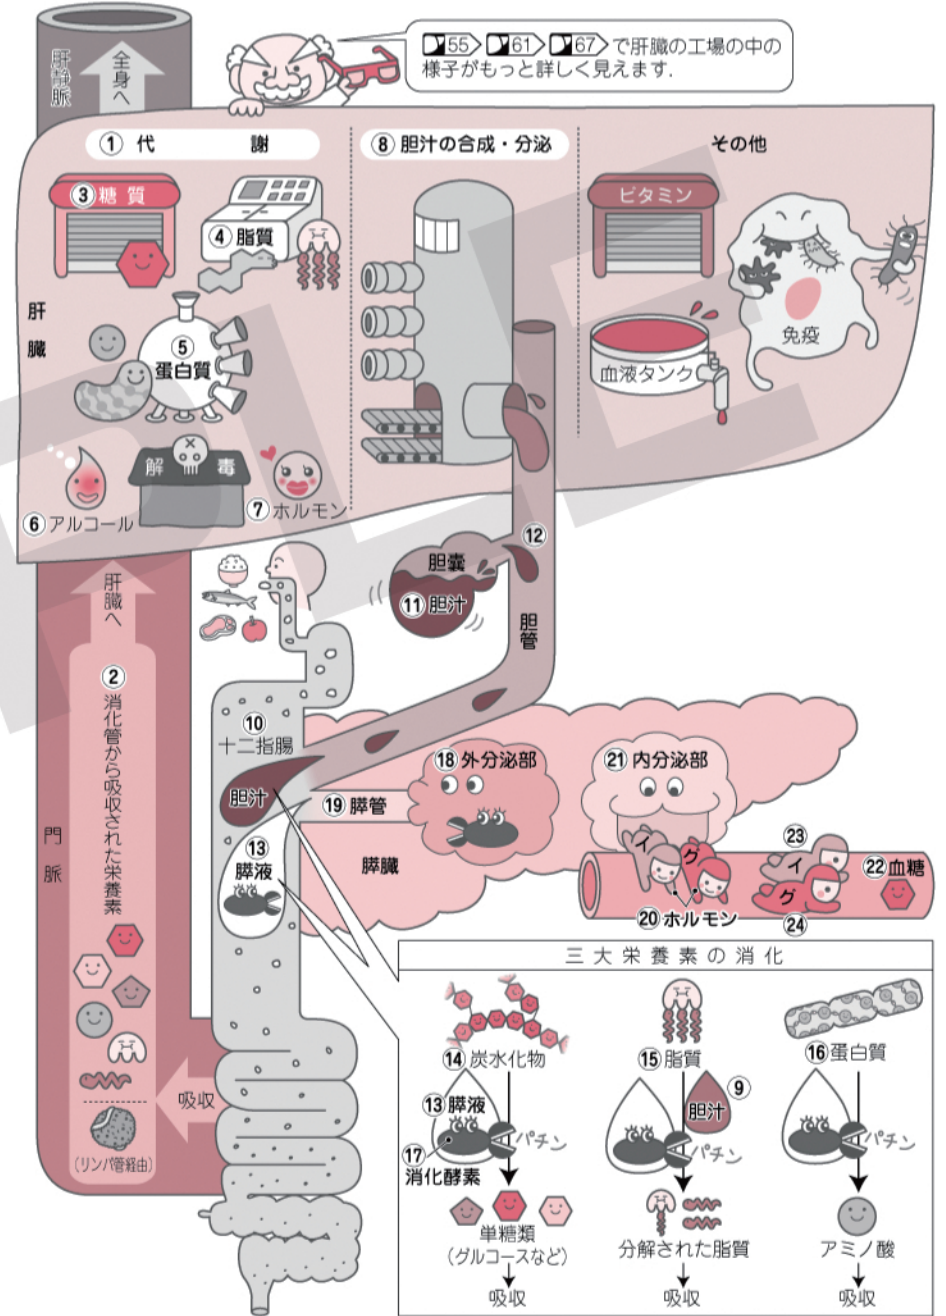 55 61 67 で肝臓の工場の中の
様子がもっと詳しく見えます.
肝静脈
全身へ
① 代謝
⑧ 胆汁の合成・分泌
その他
③ 糖質
④ 脂質
ビタミン
肝臓
⑤
蛋白質
免疫
血液タンク
解毒
⑥ アルコール
⑦ ホルモン
肝臓へ
胆嚢
⑪ 胆汁
⑫
胆管
② 消化管から吸収された栄養素
門脈
⑩
十二指腸
胆汁
⑬
膵液
⑱ 外分泌部
⑲ 膵管
膵臓
㉑ 内分泌部
イ
グ
⑳ ホルモン
㉓
イ
グ
㉔
㉒ 血糖
吸収
(リンパ管経由)
三大栄養素の消化
⑭ 炭水化物
⑬ 膵液
パチン
⑰
消化酵素
単糖類
(グルコースなど)
吸収
⑮ 脂質
⑨
胆汁
パチン
分解された脂質
吸収
⑯ 蛋白質
パチン
アミノ酸
吸収